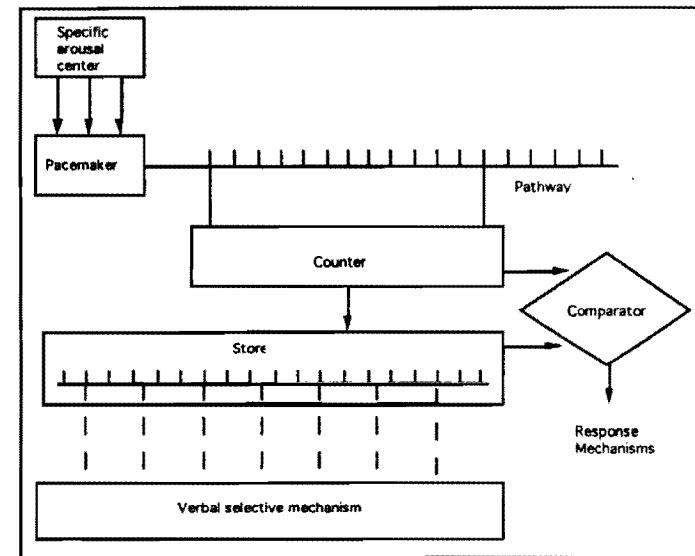 Specific
arousal
center
Pacemaker
Pathway
Counter
Comparator
Store
Response
Mechanisms
Verbal selective mechanism